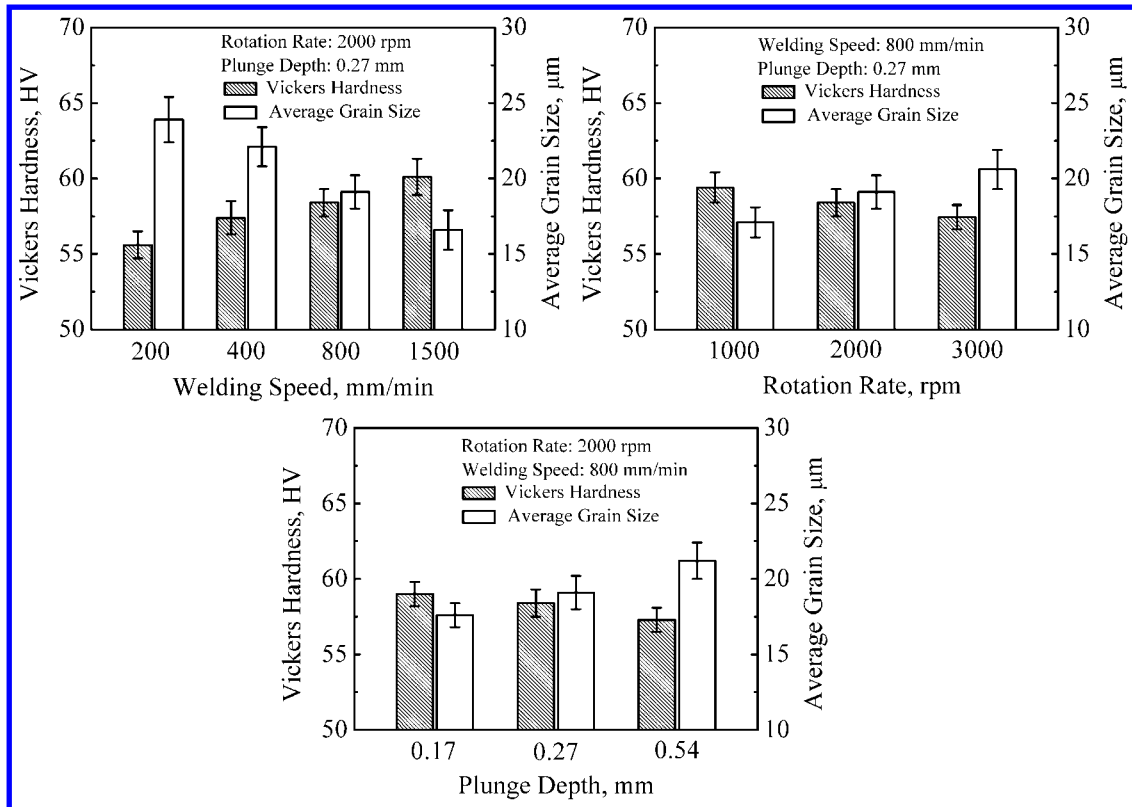 70
65
60
55
50
Vickers Hardness, HV
Rotation Rate: 2000 rpm
Plunge Depth: 0.27 mm
Vickers Hardness
Average Grain Size
30
25
20
15
10
Average Grain Size, μm
200 400 800 1500
Welding Speed, mm/min
70
65
60
55
50
Vickers Hardness, HV
Welding Speed: 800 mm/min
Plunge Depth: 0.27 mm
Vickers Hardness
Average Grain Size
30
25
20
15
10
Average Grain Size, μm
1000 2000 3000
Rotation Rate, rpm
70
65
60
55
50
Vickers Hardness, HV
Rotation Rate: 2000 rpm
Welding Speed: 800 mm/min
Vickers Hardness
Average Grain Size
30
25
20
15
10
Average Grain Size, μm
0.17 0.27 0.54
Plunge Depth, mm